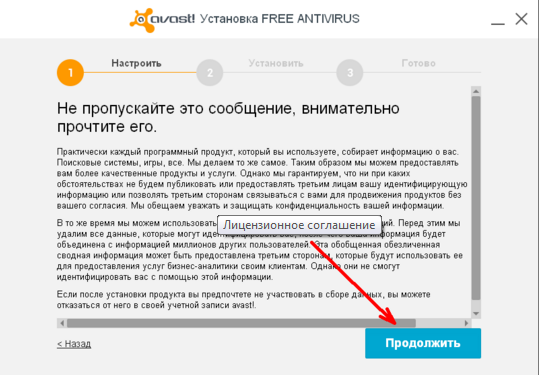 avast! Установка FREE ANTIVIRUS
1 Настроить 2 Установить 3 Готово
Не пропускайте это сообщение, внимательно
прочтите его.
Практически каждый программный продукт, который вы используете, собирает информацию о вас.
Поисковые системы, игры, все. Мы делаем то же самое. Таким образом мы можем предоставлять
вам более качественные продукты и услуги. Однако мы гарантируем, что ни при каких
обстоятельствах не будем публиковать или предоставлять третьим лицам вашу идентифицирующую
информацию или позволять третьим сторонам связываться с вами для продвижения продуктов без
вашего согласия. Мы обещаем уважать и защищать конфиденциальность вашей информации.
В то же время мы можем использовать
Лицензионное соглашение
Перед этим мы
удалим все данные, которые могут
информация будет
объединена с информацией миллионов других пользователей. Эта обобщенная обезличенная
сводная информация может быть предоставлена третьим сторонам, которые будут использовать ее
для предоставления услуг бизнес-аналитики своим клиентам. Однако они не смогут
идентифицировать вас с помощью этой информации.
Если после установки продукта вы предпочтете не участвовать в сборе данных, вы можете
отказаться от него в своей учетной записи avast!.
< Назад
Продолжить